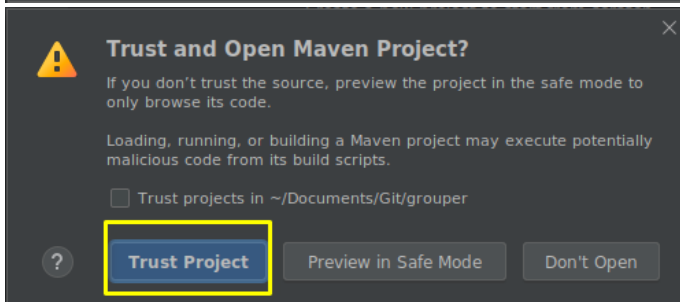 Trust and Open Maven Project?
If you don't trust the source, preview the project in the safe mode to
only browse its code.
Loading, running, or building a Maven project may execute potentially
malicious code from its build scripts.
Trust projects in ~/Documents/Git/grouper
?
Trust Project
Preview in Safe Mode
Don't Open